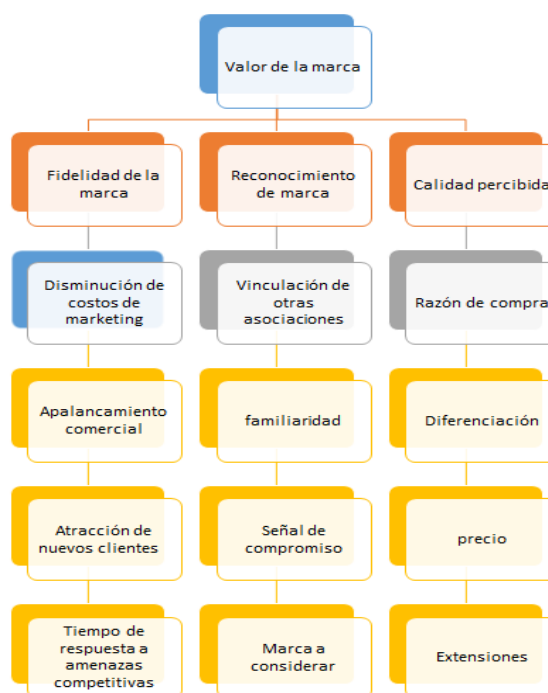 Valor de la marca
Fidelidad de la
marca
Reconocimiento
de marca
Calidad percibida
Disminución de
costos de
marketing
Vinculación de
otras
asociaciones
Razón de compra
Apalancamiento
comercial
familiaridad
Diferenciación
Atracción de
nuevos clientes
Señal de
compromiso
precio
Tiempo de
respuesta a
amenazas
competitivas
Marca a
considerar
Extensiones